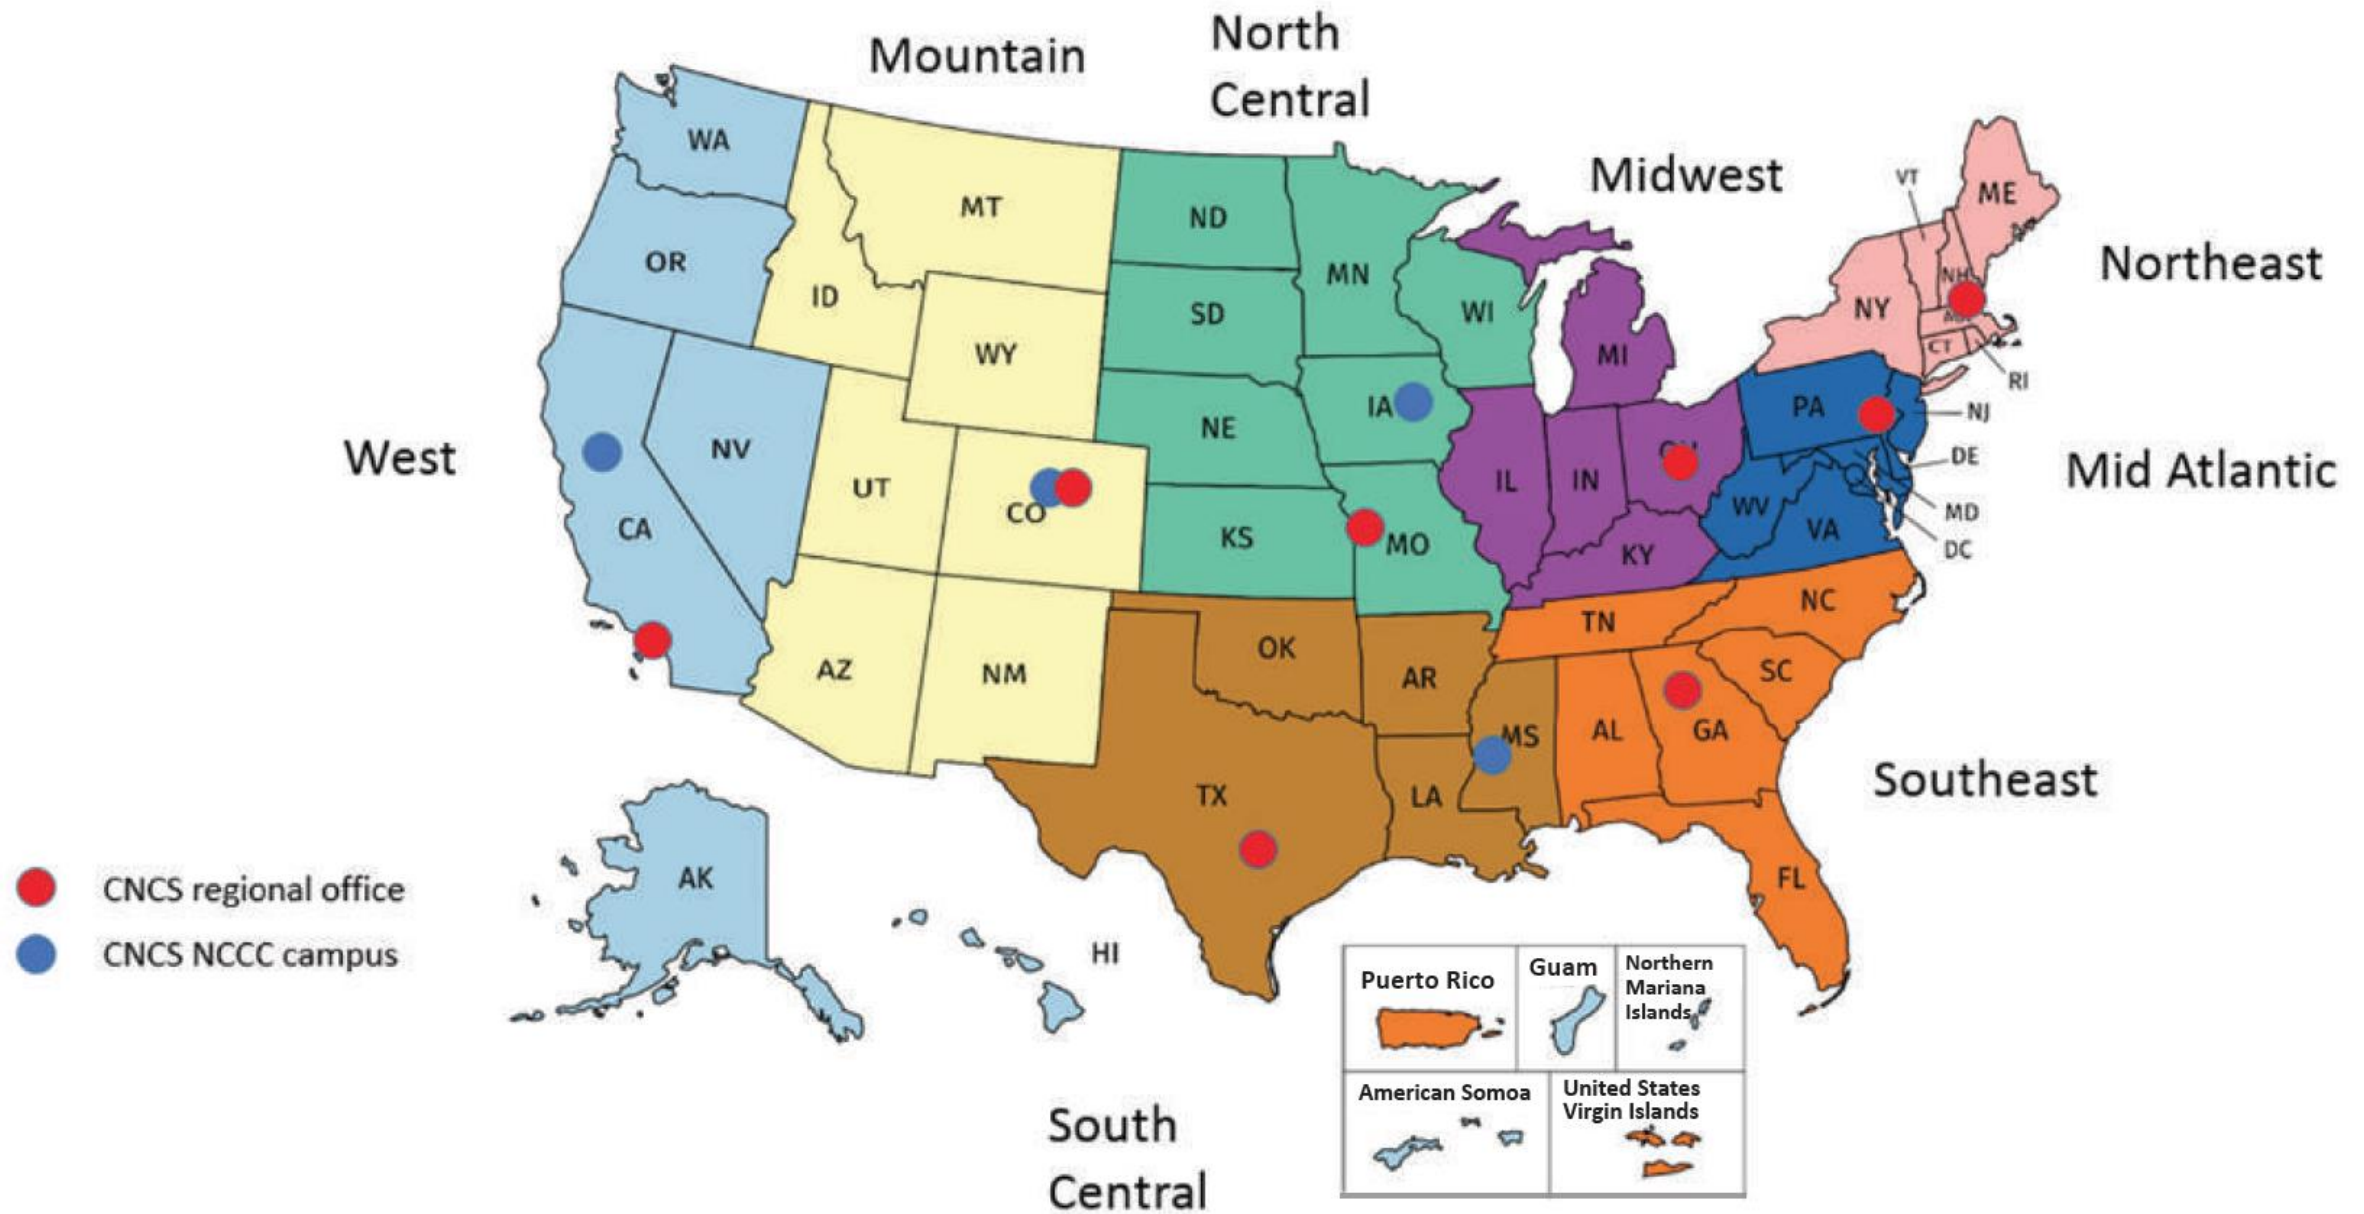 North
Central
Mountain
Midwest
WA
VT
ME
MT
ND
OR
Northeast
MN
NH
ID
SD
WI
NY
WY
MI
CT
RI
IA
PA
NJ
NE
West
NV
DE
Mid Atlantic
UT
IL
IN
CO
WV
MD
CA
VA
KS
MO
DC
KY
NC
TN
OK
AZ
NM
AR
SC
MS
AL
GA
Southeast
TX
LA
AK
FL
CNCS regional office
CNCS NCCC campus
HI
Puerto Rico
Guam
Northern
Mariana
Islands
American Somoa
United States
Virgin Islands
South
Central